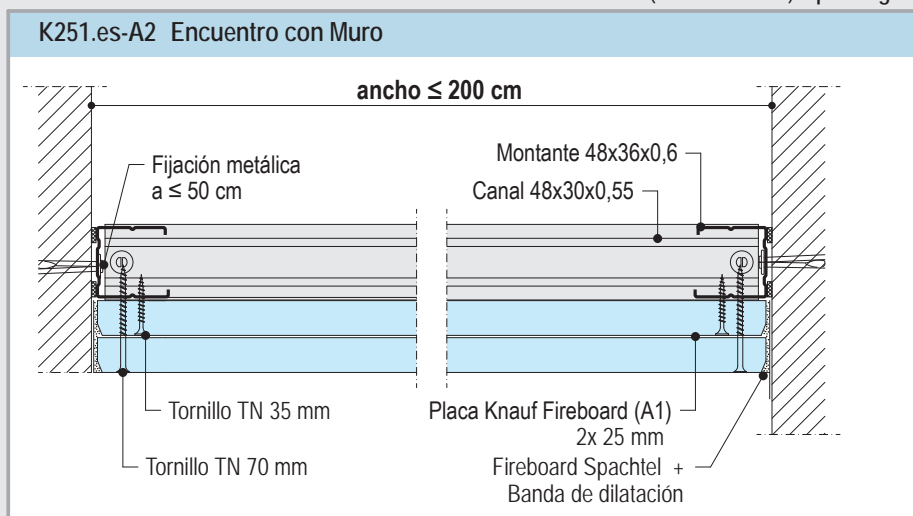 K251.es-A2 Encuentro con Muro
ancho ≤ 200 cm
Fijación metálica
a ≤ 50 cm
Montante 48x36x0,6
Canal 48x30x0,55
Tornillo TN 35 mm
Tornillo TN 70 mm
Placa Knauf Fireboard (A1)
2x 25 mm
Fireboard Spachtel +
Banda de dilatación